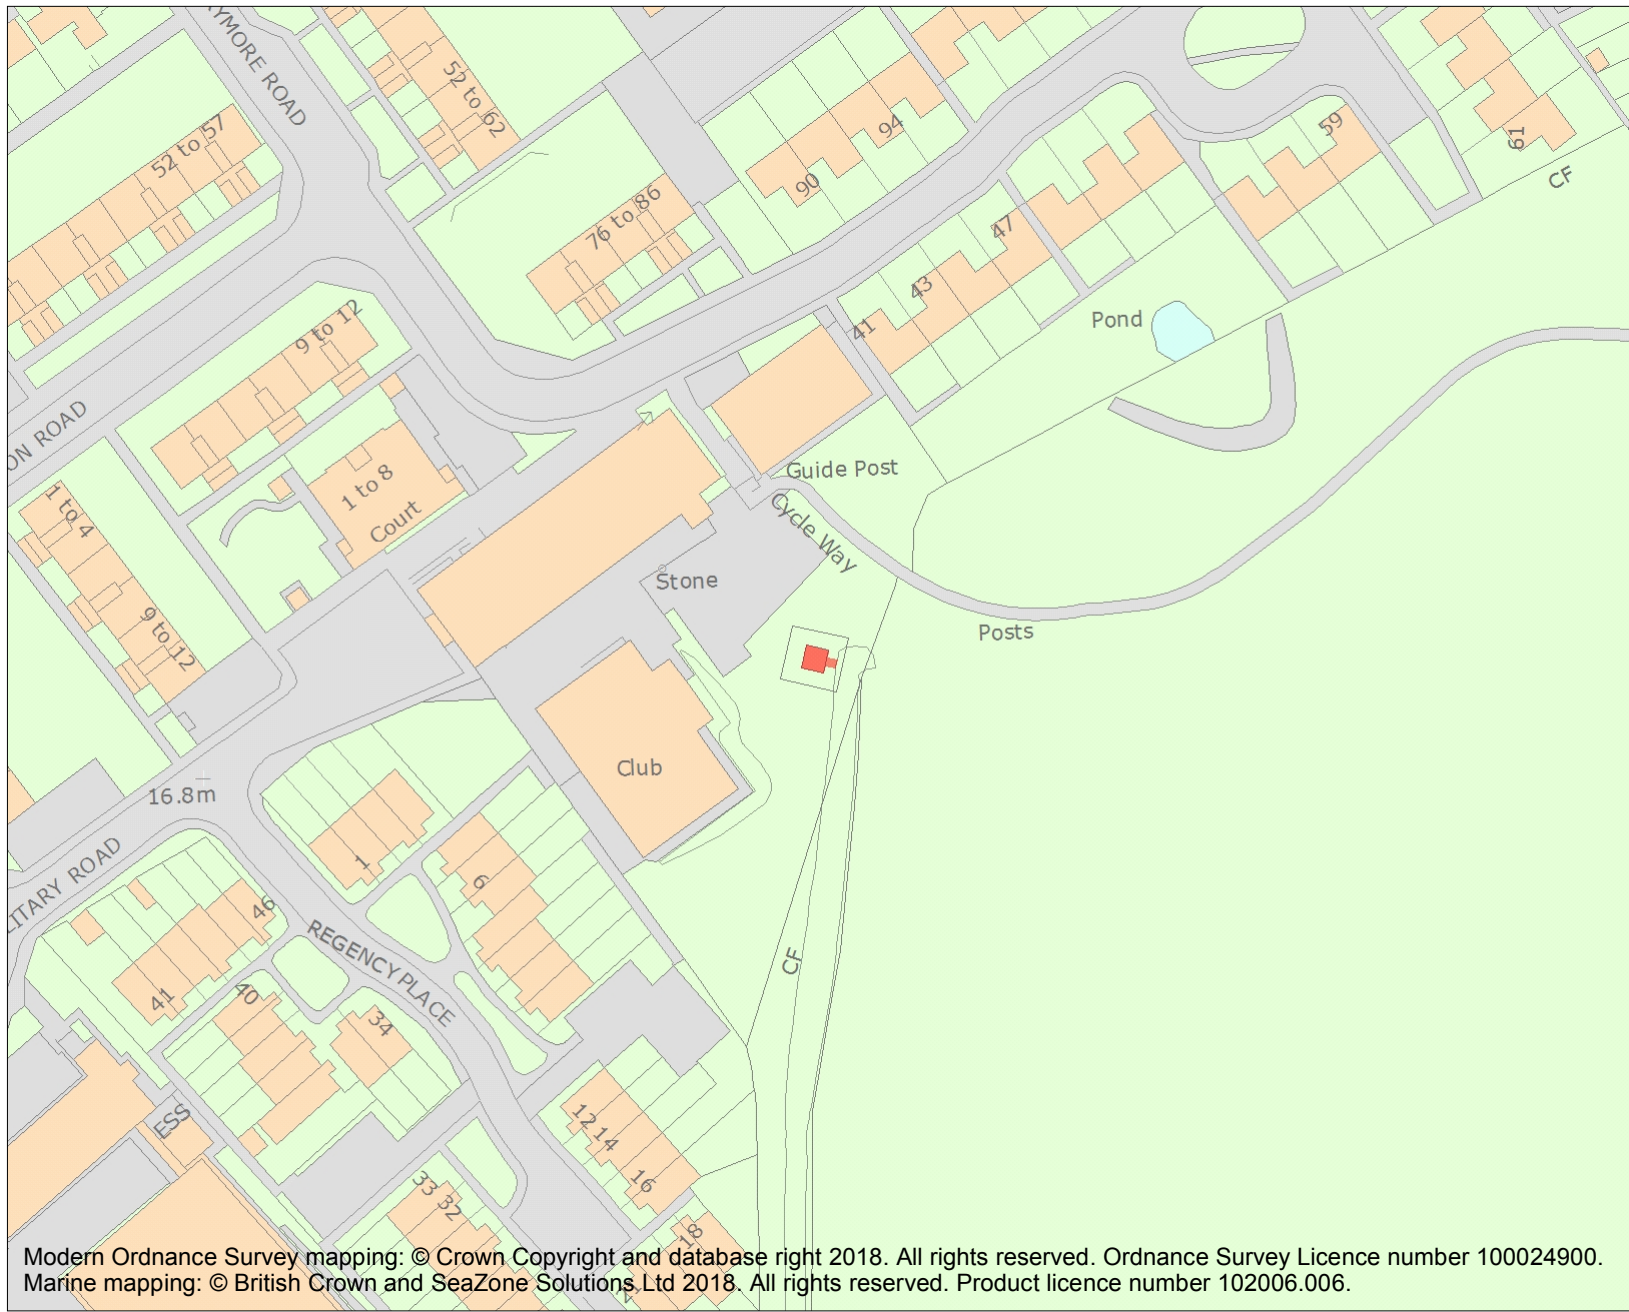 YMORE ROAD
52 to 62
52 to 57
94
90
59
61
CF
76 to 86
47
43
41
Pond
9 to 12
ON ROAD
1 to 8
Court
Guide Post
Cycle Way
1 to 4
Stone
9 to 12
Posts
Club
16.8m
LITARY ROAD
1
6
46
REGENCY PLACE
CF
41
40
34
ESS
12 14
16
33 32
18
Modern Ordnance Survey mapping: © Crown Copyright and database right 2018. All rights reserved. Ordnance Survey Licence number 100024900.
Marine mapping: © British Crown and SeaZone Solutions Ltd 2018. All rights reserved. Product licence number 102006.006.